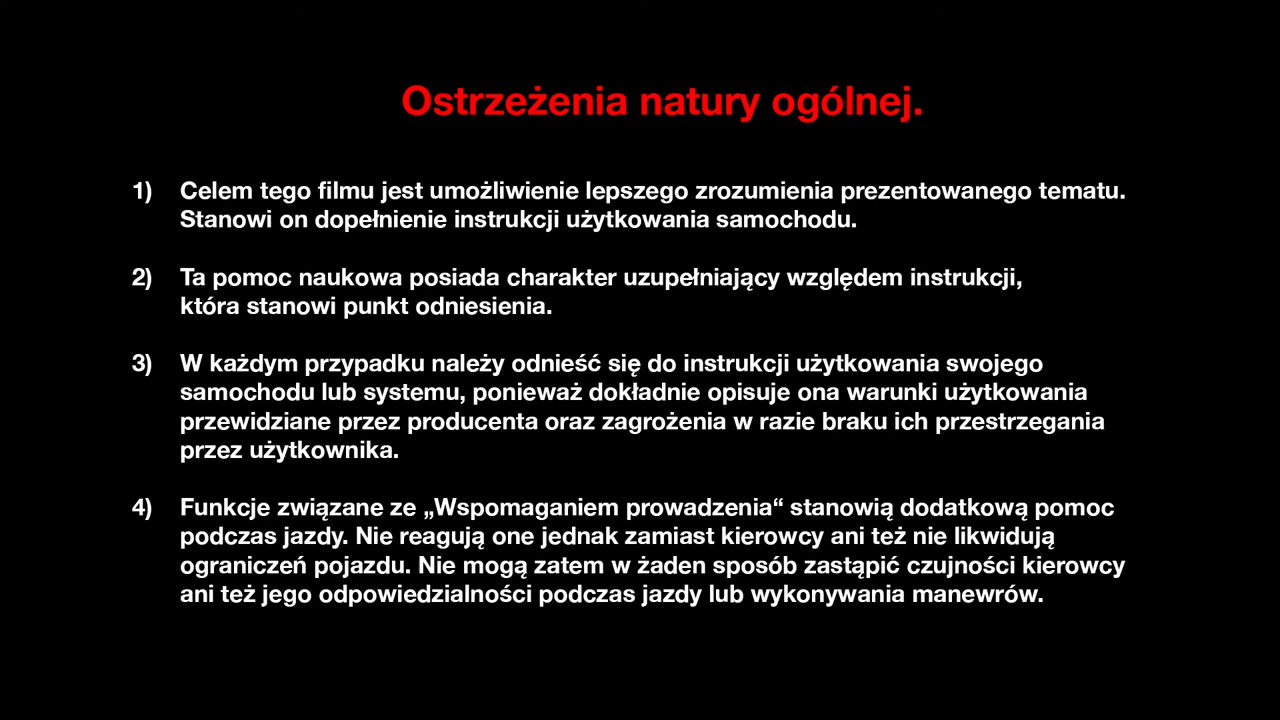 Ostrzeżenia natury ogólnej.
1) Celem tego filmu jest umożliwienie lepszego zrozumienia prezentowanego tematu.
Stanowi on dopełnienie instrukcji użytkowania samochodu.
2) Ta pomoc naukowa posiada charakter uzupełniający względem instrukcji,
która stanowi punkt odniesienia.
3) W każdym przypadku należy odnieść się do instrukcji użytkowania swojego
samochodu lub systemu, ponieważ dokładnie opisuje ona warunki użytkowania
przewidziane przez producenta oraz zagrożenia w razie braku ich przestrzegania
przez użytkownika.
4) Funkcje związane ze „Wspomaganiem prowadzenia“ stanowią dodatkową pomoc
podczas jazdy. Nie reagują one jednak zamiast kierowcy ani też nie likwidują
ograniczeń pojazdu. Nie mogą zatem w żaden sposób zastąpić czujności kierowcy
ani też jego odpowiedzialności podczas jazdy lub wykonywania manewrów.